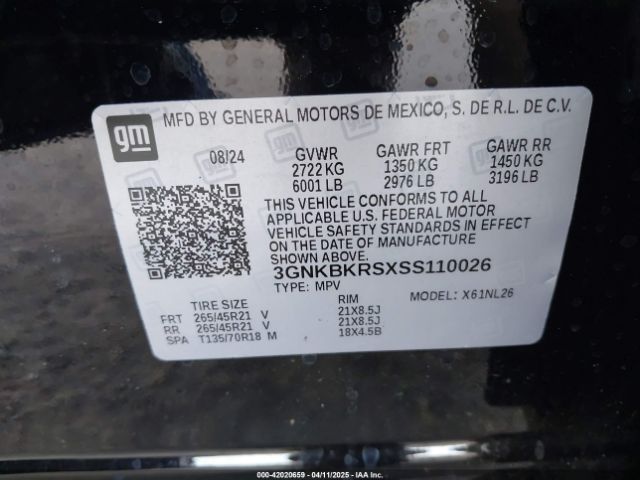 gm
MFD BY GENERAL MOTORS DE MEXICO, S. DE R.L. DE C.V.
08/24 GVWR GAWR FRT GAWR RR
2722 KG 1350 KG 1450 KG
6001 LB 2976 LB 3196 LB
THIS VEHICLE CONFORMS TO ALL
APPLICABLE U.S. FEDERAL MOTOR
VEHICLE SAFETY STANDARDS IN EFFECT
ON THE DATE OF MANUFACTURE
SHOWN ABOVE.
3GNKBKRSXSS110026
TYPE: MPV MODEL: X61NL26
TIRE SIZE RIM
FRT 265/45R21 V 21X8.5J
RR 265/45R21 V 21X8.5J
SPA T135/70R18 M 18X4.5B
000-42020659 04/11/2025 IAAI.COM